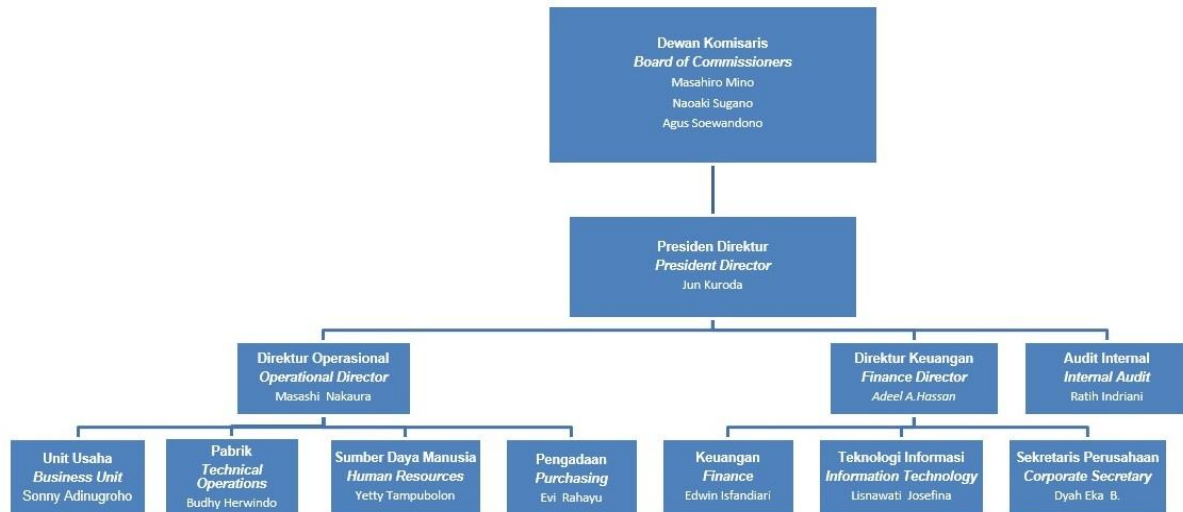 Dewan Komisaris
Board of Commissioners
Masahiro Mino
Naoaki Sugano
Agus Soewandono
Presiden Direktur
President Director
Jun Kuroda
Direktur Operasional
Operational Director
Masashi Nakaura
Direktur Keuangan
Finance Director
Adeel A.Hassan
Audit Internal
Internal Audit
Ratih Indriani
Unit Usaha
Business Unit
Sonny Adinugroho
Pabrik
Technical
Operations
Budhy Herwindo
Sumber Daya Manusia
Human Resources
Yetty Tampubolon
Pengadaan
Purchasing
Evi Rahayu
Keuangan
Finance
Edwin Isfandiari
Teknologi Informasi
Information Technology
Lisnawati Josefina
Sekretaris Perusahaan
Corporate Secretary
Dyah Eka B.